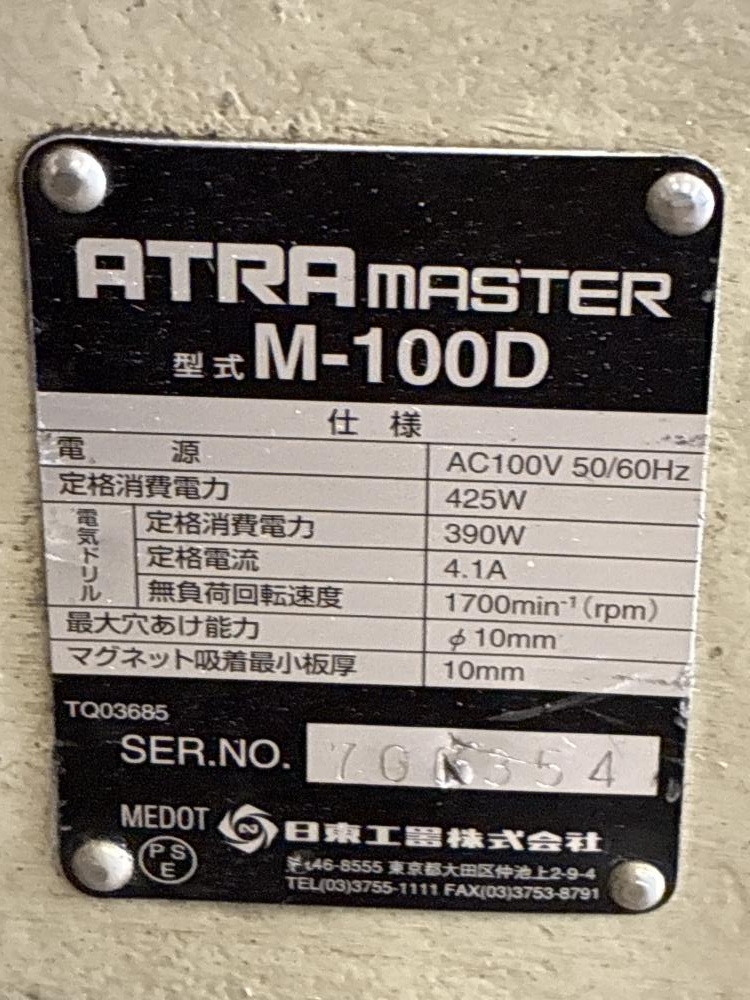 ATRA MASTER
型式 M-100D
仕様
電源 AC100V 50/60Hz
定格消費電力 425W
電気ドリル
定格消費電力 390W
定格電流 4.1A
無負荷回転速度 1700min⁻¹(rpm)
最大穴あけ能力 φ10mm
マグネット吸着最小板厚 10mm
TQ03685
SER.NO.
MEDOT 日東工器株式会社
PSE
〒146-8555 東京都大田区仲池上2-9-4
TEL(03)3755-1111 FAX(03)3753-8791